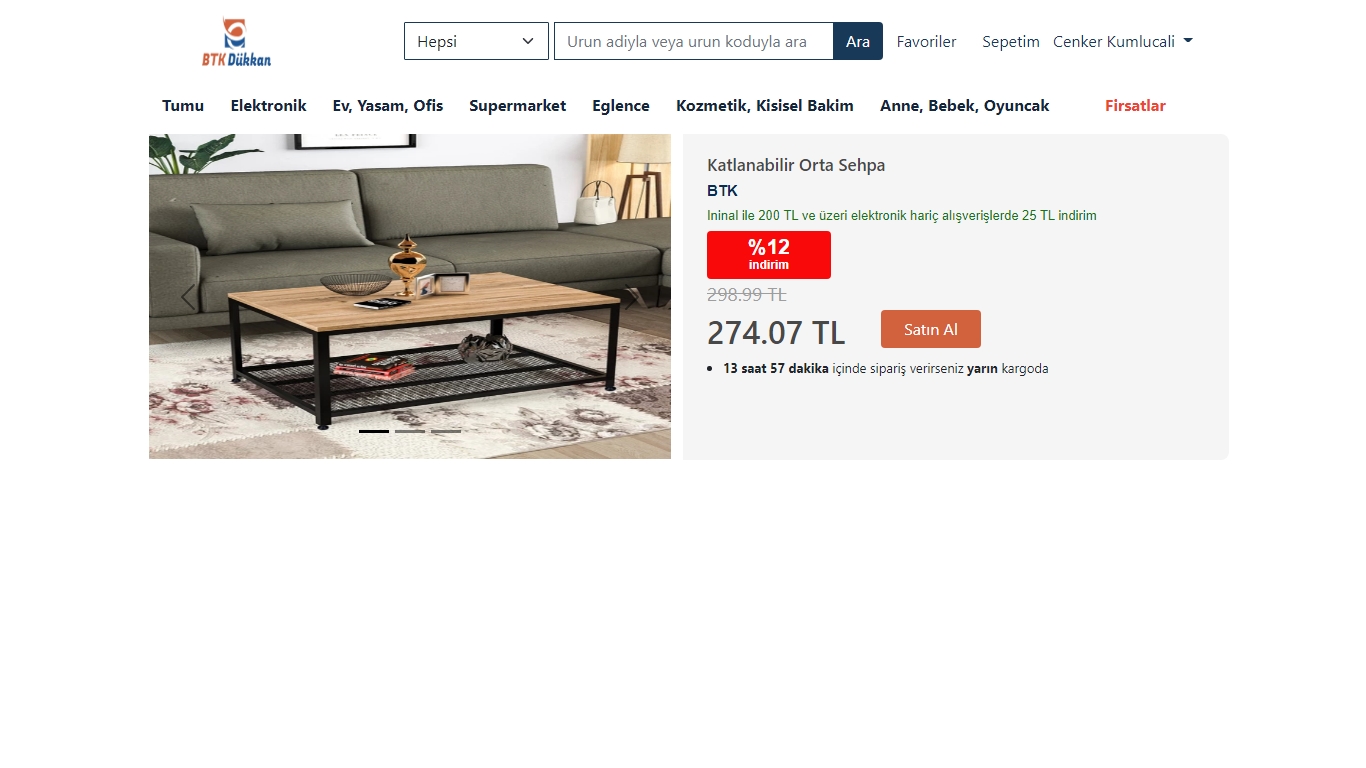 BTK Dükkan
Hepsi
Urun adiyla veya urun koduyla ara
Ara
Favoriler
Sepetim
Cenker Kumlucali
Tumu
Elektronik
Ev, Yasam, Ofis
Supermarket
Eglence
Kozmetik, Kisisel Bakim
Anne, Bebek, Oyuncak
Firsatlar
Katlanabilir Orta Sehpa
BTK
Ininal ile 200 TL ve üzeri elektronik hariç alışverişlerde 25 TL indirim
%12
indirim
298.99 TL
274.07 TL
Satın Al
13 saat 57 dakika içinde sipariş verirseniz yarın kargoda